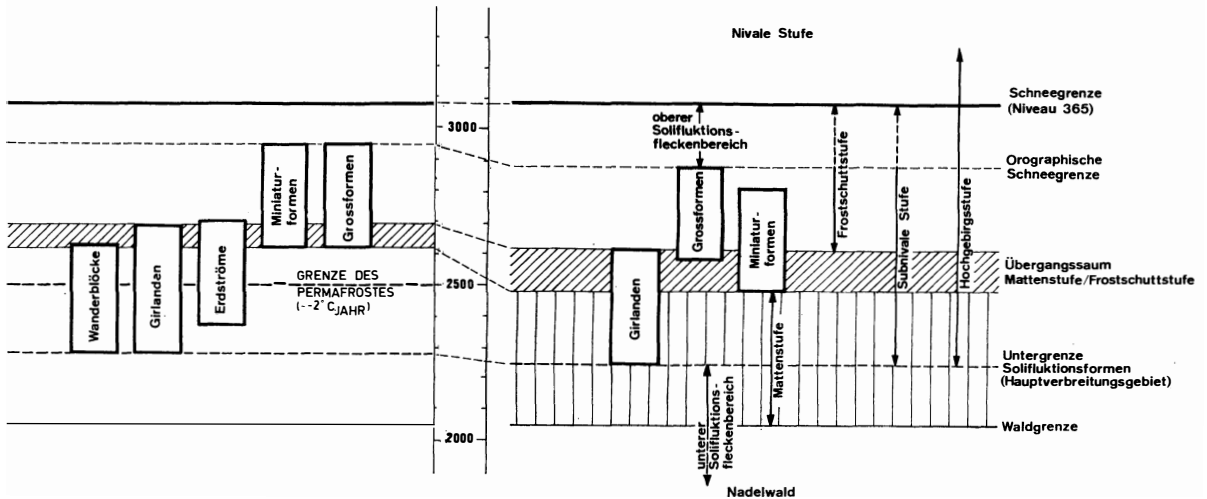 Nivale Stufe
Schneegrenze
(Niveau 365)
3000
oberer
Solifluktions-
fleckenbereich
Orographische
Schneegrenze
Miniatur-
formen
Grossformen
Wanderblöcke
Girlandan
Erdströme
GRENZE DES
PERMAFROSTES
(--2° C JAHR)
2500
Grossformen
Miniatur-
formen
Girlanden
Frostschuttstufe
Subnivale Stufe
Hochgebirgsstufe
Mattenstufe
Übergangssaum
Mattenstufe/Frostschuttstufe
Untergrenze
Solifluktionsformen
(Hauptverbreitungsgebiet)
unterer
Solifluktions-
fleckenbereich
2000
Waldgrenze
Nadelwald